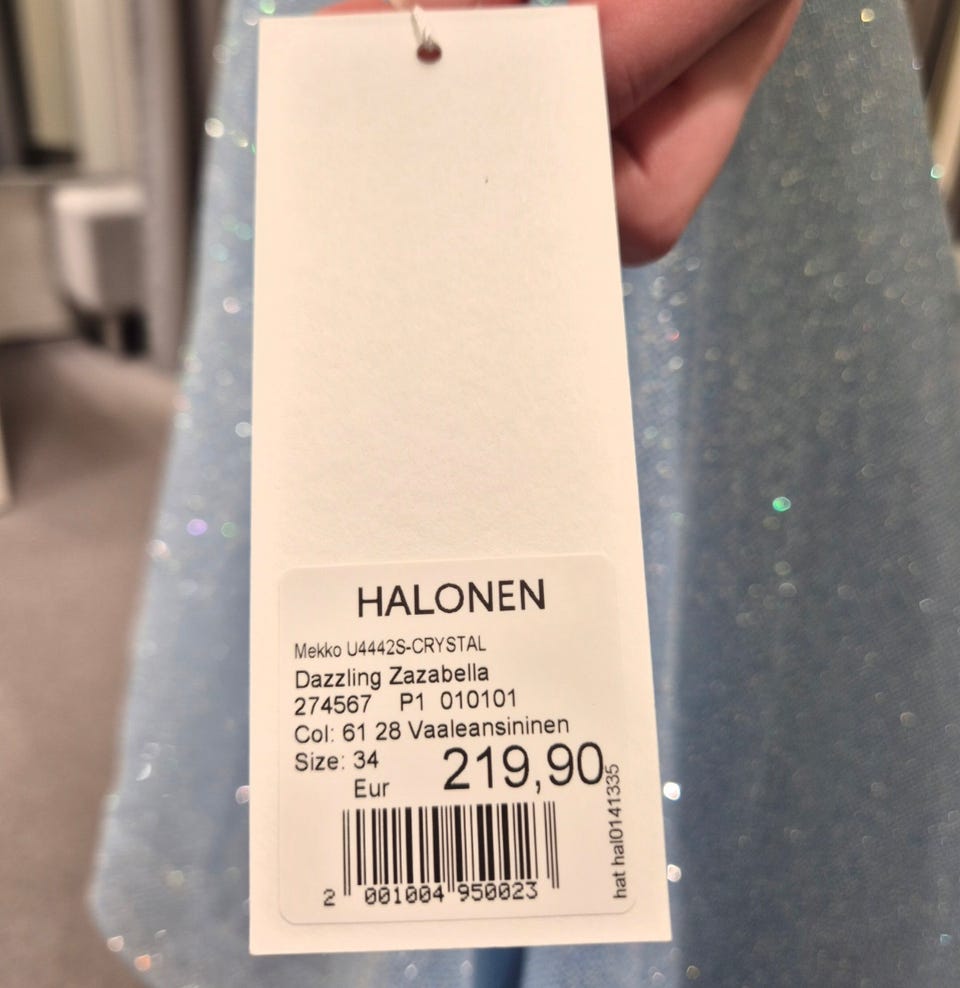 HALONEN
Mekko U4442S-CRYSTAL
Dazzling Zazabella
274567 P1 010101
Col: 61 28 Vaaleansininen
Size: 34
219,90
Eur
2 001004 950023
hat hal0141335